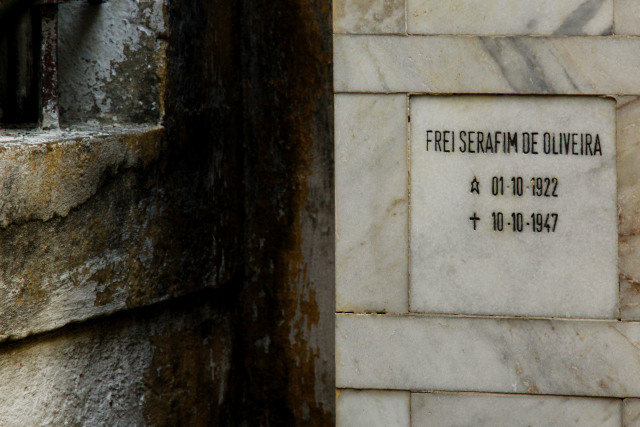 FREI SERAFIM DE OLIVEIRA
☆ 01-10-1922
✝ 10-10-1947